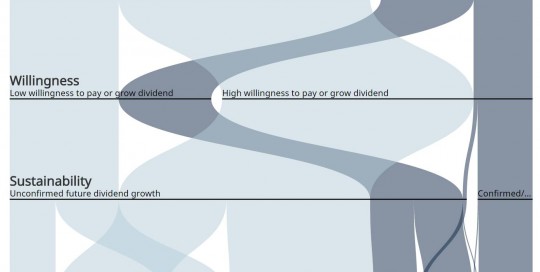 Willingness
Low willingness to pay or grow dividend High willingness to pay or grow dividend
Sustainability
Unconfirmed future dividend growth Confirmed/...